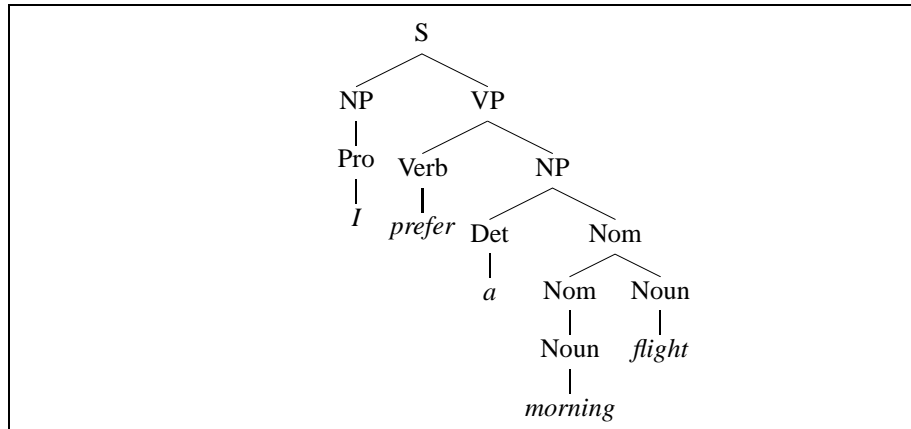 S
NP VP
Pro Verb NP
I prefer Det Nom
a Nom Noun
Noun flight
morning